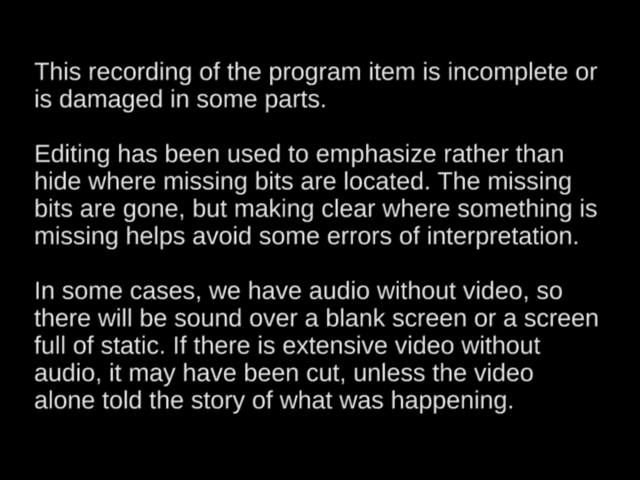 This recording of the program item is incomplete or
is damaged in some parts.
Editing has been used to emphasize rather than
hide where missing bits are located. The missing
bits are gone, but making clear where something is
missing helps avoid some errors of interpretation.
In some cases, we have audio without video, so
there will be sound over a blank screen or a screen
full of static. If there is extensive video without
audio, it may have been cut, unless the video
alone told the story of what was happening.